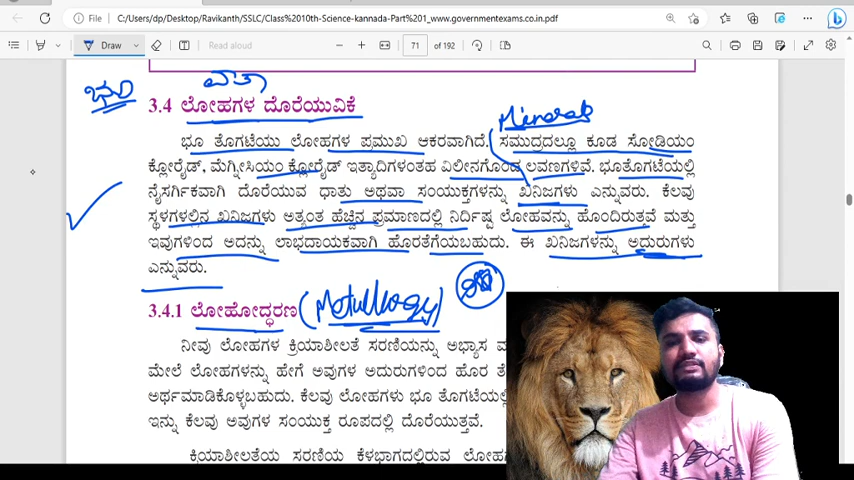 C:/Users/dp/Desktop/Ravikanth/SSLC/Class%2010th-Science-kannada-Part%201_www.governmentexams.co.in.pdf
Draw
Read aloud
71 of 192
ಭೂ
3.4 ಲೋಹಗಳ ದೊರೆಯುವಿಕೆ
Minerals
ಭೂ ತೊಗಟೆಯು ಲೋಹಗಳ ಪ್ರಮುಖ ಆಕರವಾಗಿದೆ. ಸಮುದ್ರದಲ್ಲೂ ಕೂಡ ಸೋಡಿಯಂ
ಕ್ಲೋರೈಡ್, ಮೆಗ್ನೀಸಿಯಂ ಕ್ಲೋರೈಡ್ ಇತ್ಯಾದಿಗಳಂತಹ ವಿಲೀನಗೊಂಡ ಲವಣಗಳಿವೆ. ಭೂತೊಗಟೆಯಲ್ಲಿ
ನೈಸರ್ಗಿಕವಾಗಿ ದೊರೆಯುವ ಧಾತು ಅಥವಾ ಸಂಯುಕ್ತಗಳನ್ನು ಖನಿಜಗಳು ಎನ್ನುವರು. ಕೆಲವು
ಸ್ಥಳಗಳಲ್ಲಿನ ಖನಿಜಗಳು ಅತ್ಯಂತ ಹೆಚ್ಚಿನ ಪ್ರಮಾಣದಲ್ಲಿ ನಿರ್ದಿಷ್ಟ ಲೋಹವನ್ನು ಹೊಂದಿರುತ್ತವೆ ಮತ್ತು
ಇವುಗಳಿಂದ ಅದನ್ನು ಲಾಭದಾಯಕವಾಗಿ ಹೊರತೆಗೆಯಬಹುದು. ಈ ಖನಿಜಗಳನ್ನು ಅದುರುಗಳು
ಎನ್ನುವರು.
3.4.1 ಲೋಹೋದ್ಧರಣ (Metallurgy)
ನೀವು ಲೋಹಗಳ ಕ್ರಿಯಾಶೀಲತೆ ಸರಣಿಯನ್ನು ಅಭ್ಯಾಸ
ಮೇಲೆ ಲೋಹಗಳನ್ನು ಹೇಗೆ ಅವುಗಳ ಅದುರುಗಳಿಂದ ಹೊರ
ಅರ್ಥಮಾಡಿಕೊಳ್ಳಬಹುದು. ಕೆಲವು ಲೋಹಗಳು ಭೂ ತೊಗಟೆಯಲ್ಲಿ
ಇನ್ನು ಕೆಲವು ಅವುಗಳ ಸಂಯುಕ್ತ ರೂಪದಲ್ಲಿ ದೊರೆಯುತ್ತವೆ.
ಕ್ರಿಯಾಶೀಲತೆಯ ಸರಣಿಯ ಕೆಳಭಾಗದಲ್ಲಿರುವ